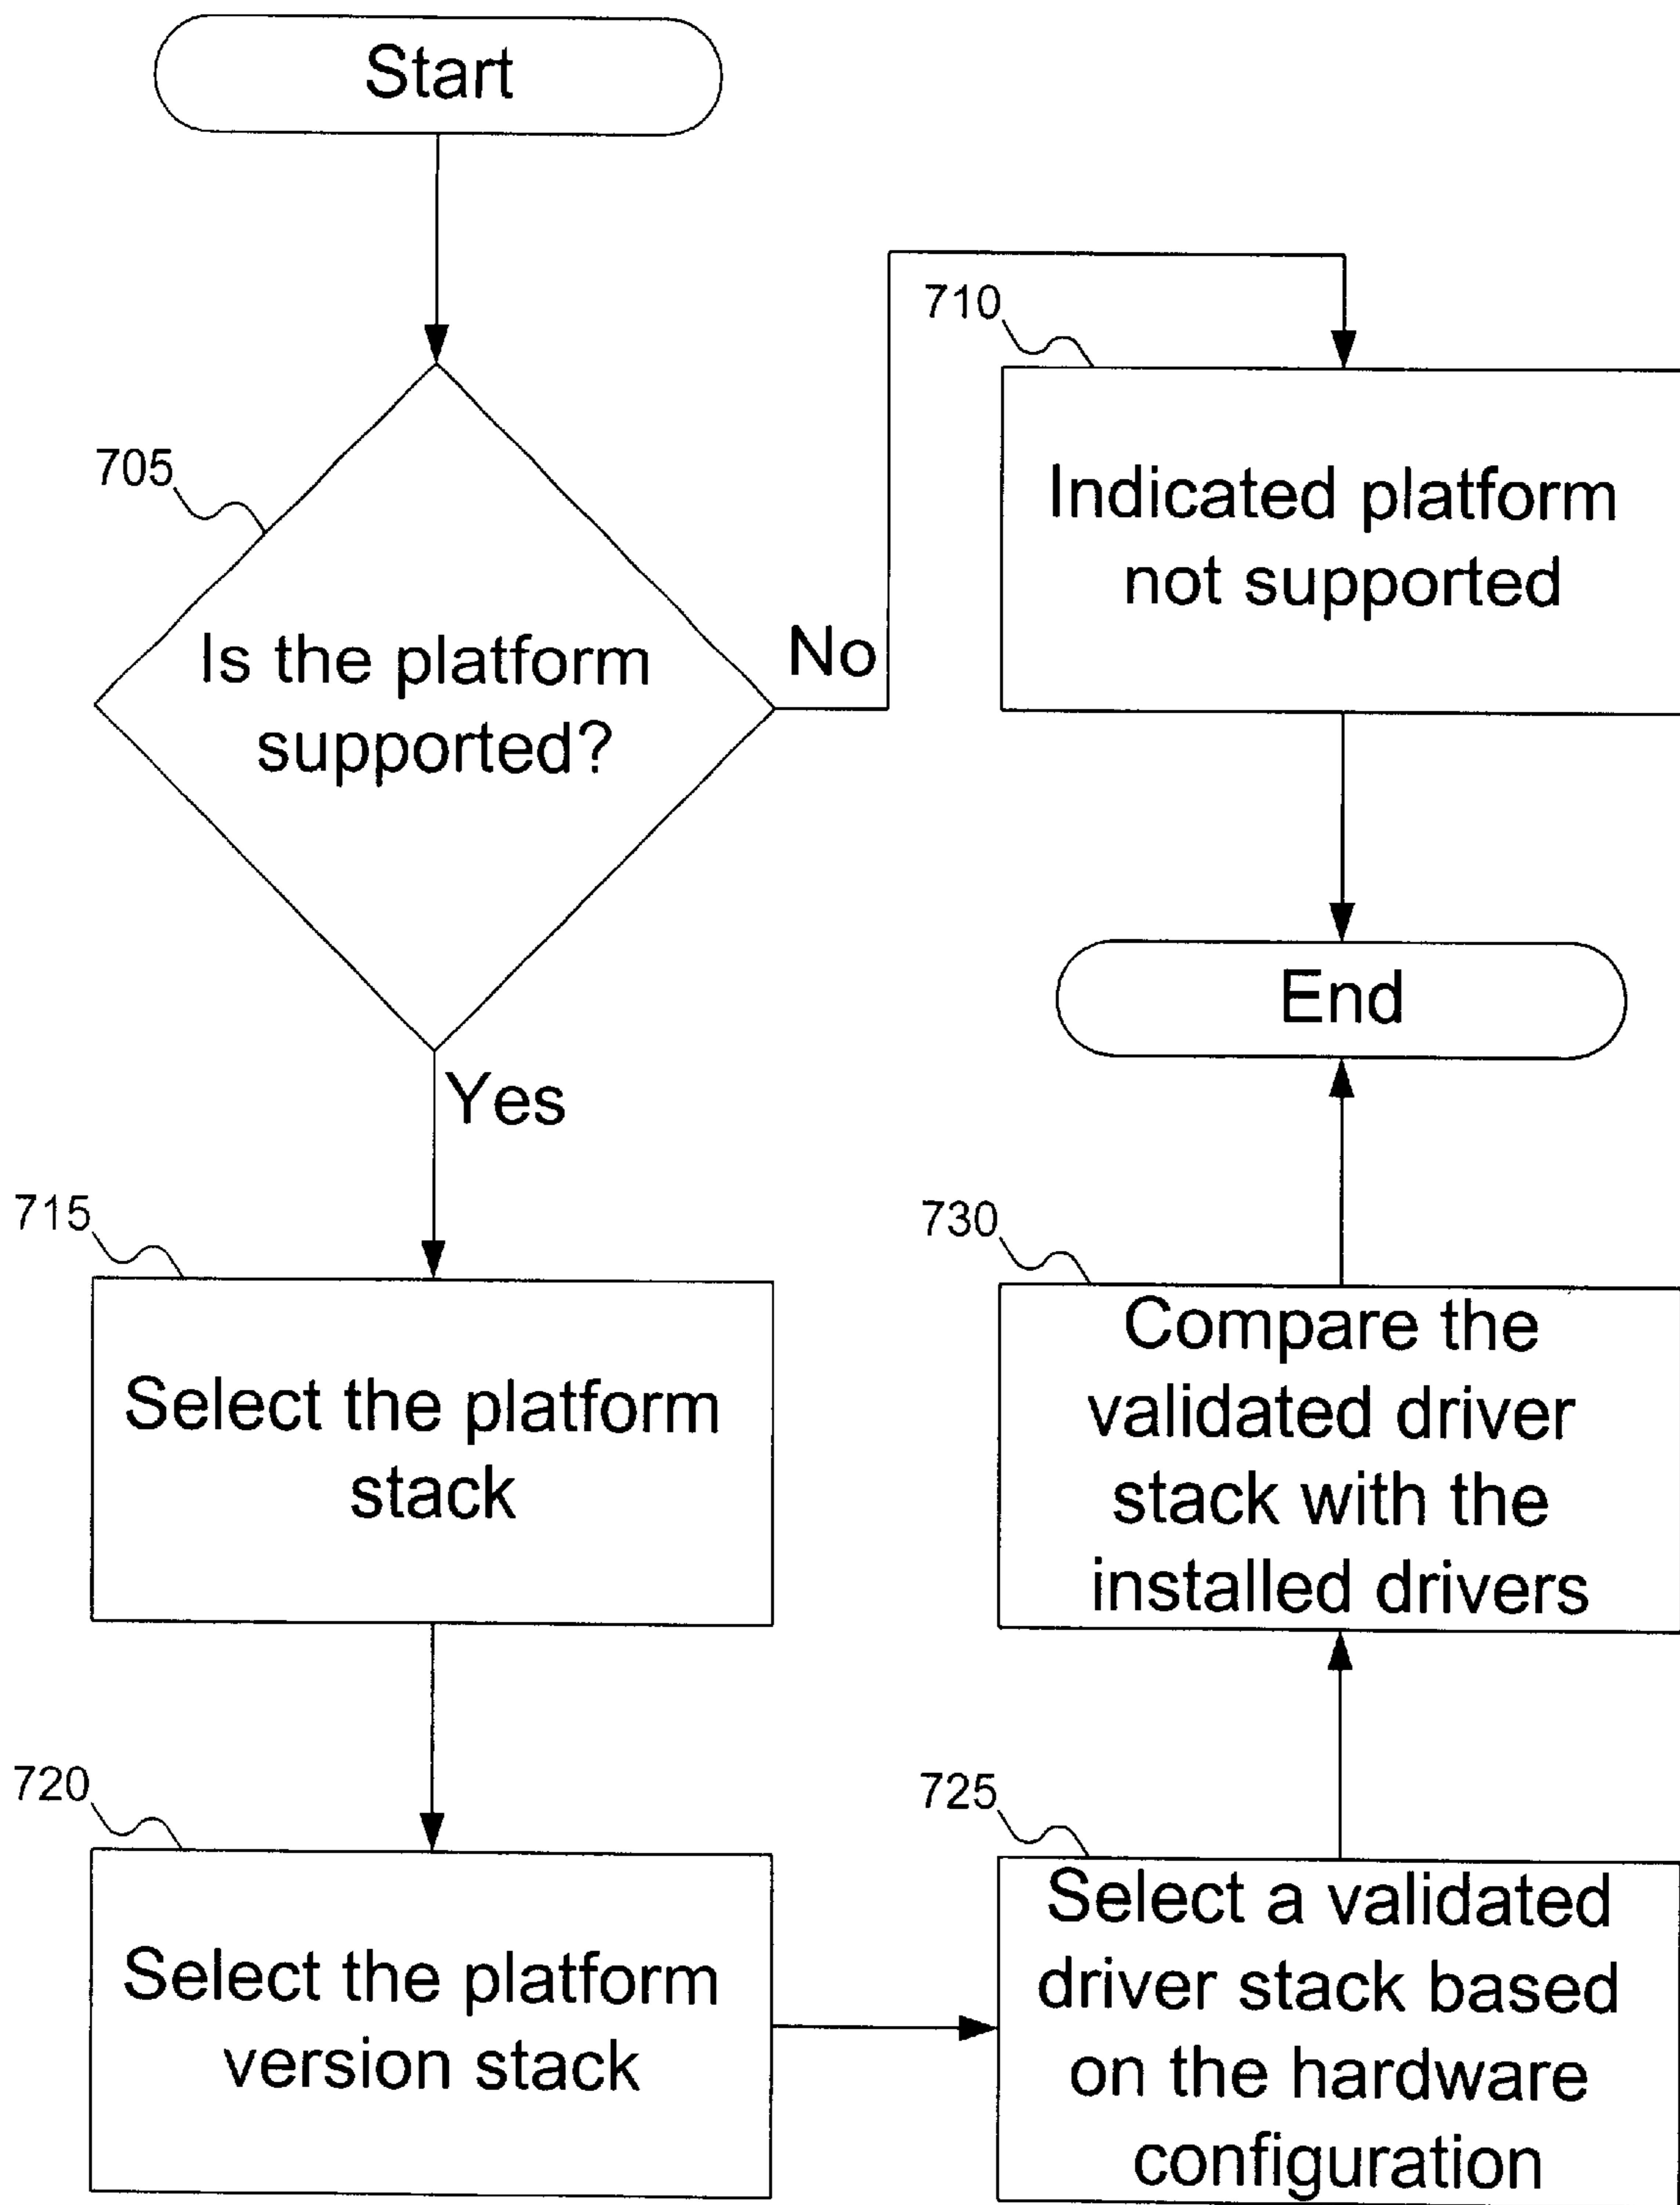 Start
705
Is the platform
supported?
No
710
Indicated platform
not supported
End
Yes
715
Select the platform
stack
720
Select the platform
version stack
725
Select a validated
driver stack based
on the hardware
configuration
730
Compare the
validated driver
stack with the
installed drivers